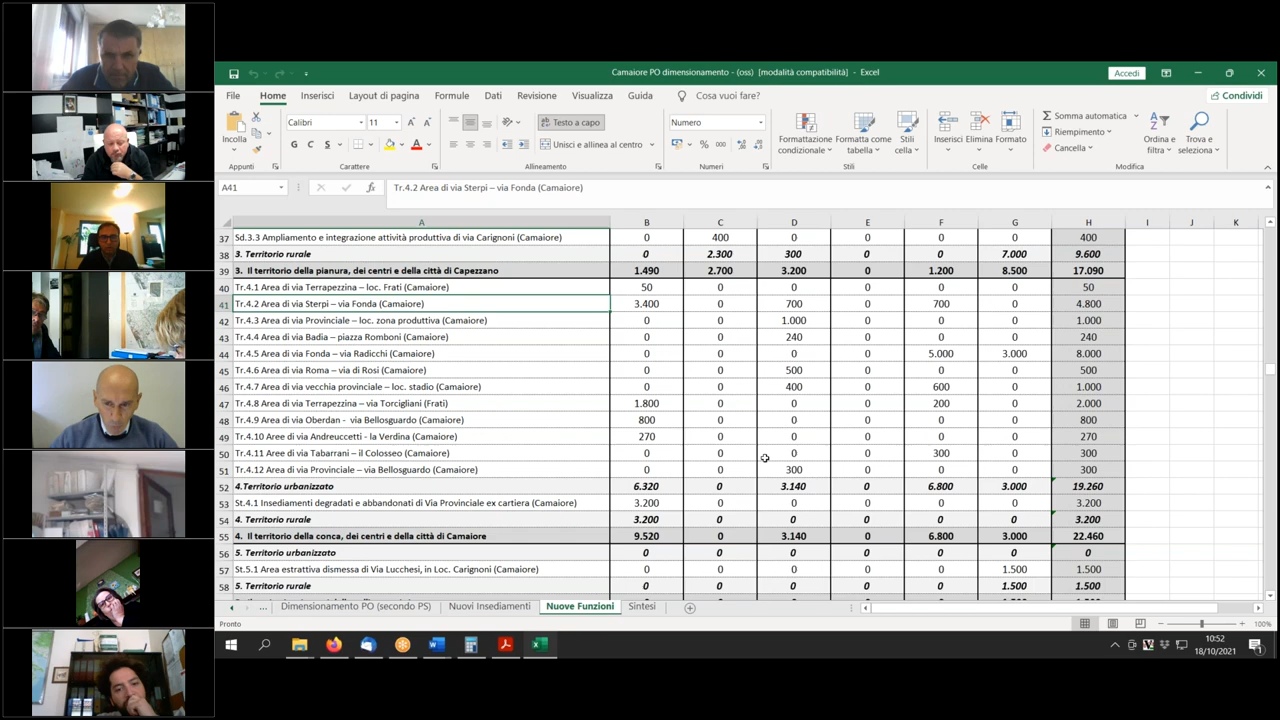 Camaiore PO dimensionamento - (oss) [modalità compatibilità] - Excel
Accedi
File Home Inserisci Layout di pagina Formule Dati Revisione Visualizza Guida Cosa vuoi fare? Condividi
Incolla
Calibri 11
Testo a capo
Numero
G C S
Unisci e allinea al centro
% 000
Formattazione condizionale
Formatta come tabella
Stili cella
Inserisci Elimina Formato
Somma automatica
Riempimento
Cancella
Ordina e filtra
Trova e seleziona
Appunti Carattere Allineamento Numeri Stili Celle Modifica
A41 fx Tr.4.2 Area di via Sterpi – via Fonda (Camaiore)
A B C D E F G H I J K
37 Sd.3.3 Ampliamento e integrazione attività produttiva di via Carignoni (Camaiore) 0 400 0 0 0 0 400
38 3. Territorio rurale 0 2.300 300 0 0 7.000 9.600
39 3. Il territorio della pianura, dei centri e della città di Capezzano 1.490 2.700 3.200 0 1.200 8.500 17.090
40 Tr.4.1 Area di via Terrapezzina – loc. Frati (Camaiore) 50 0 0 0 0 0 50
41 Tr.4.2 Area di via Sterpi – via Fonda (Camaiore) 3.400 0 700 0 700 0 4.800
42 Tr.4.3 Area di via Provinciale – loc. zona produttiva (Camaiore) 0 0 1.000 0 0 0 1.000
43 Tr.4.4 Area di via Badia – piazza Romboni (Camaiore) 0 0 240 0 0 0 240
44 Tr.4.5 Area di via Fonda – via Radicchi (Camaiore) 0 0 0 0 5.000 3.000 8.000
45 Tr.4.6 Area di via Roma – via di Rosi (Camaiore) 0 0 500 0 0 0 500
46 Tr.4.7 Area di via vecchia provinciale – loc. stadio (Camaiore) 0 0 400 0 600 0 1.000
47 Tr.4.8 Area di via Terrapezzina – via Torcigliani (Frati) 1.800 0 0 0 200 0 2.000
48 Tr.4.9 Area di via Oberdan - via Bellosguardo (Camaiore) 800 0 0 0 0 0 800
49 Tr.4.10 Aree di via Andreuccetti - la Verdina (Camaiore) 270 0 0 0 0 0 270
50 Tr.4.11 Aree di via Tabarrani – il Colosseo (Camaiore) 0 0 0 0 300 0 300
51 Tr.4.12 Area di via Provinciale – via Bellosguardo (Camaiore) 0 0 300 0 0 0 300
52 4.Territorio urbanizzato 6.320 0 3.140 0 6.800 3.000 19.260
53 St.4.1 Insediamenti degradati e abbandonati di Via Provinciale ex cartiera (Camaiore) 3.200 0 0 0 0 0 3.200
54 4. Territorio rurale 3.200 0 0 0 0 0 3.200
55 4. Il territorio della conca, dei centri e della città di Camaiore 9.520 0 3.140 0 6.800 3.000 22.460
56 5. Territorio urbanizzato 0 0 0 0 0 0 0
57 St.5.1 Area estrattiva dismessa di Via Lucchesi, in Loc. Carignoni (Camaiore) 0 0 0 0 0 1.500 1.500
58 5. Territorio rurale 0 0 0 0 0 1.500 1.500
... Dimensionamento PO (secondo PS) Nuovi Insediamenti Nuove Funzioni Sintesi
Pronto 100%
10:52
18/10/2021